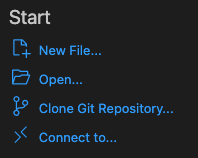 Start
New File...
Open...
Clone Git Repository...
Connect to...